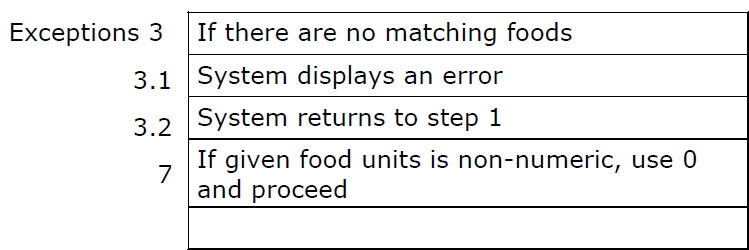 Exceptions 3 If there are no matching foods
3.1 System displays an error
3.2 System returns to step 1
7 If given food units is non-numeric, use 0
and proceed